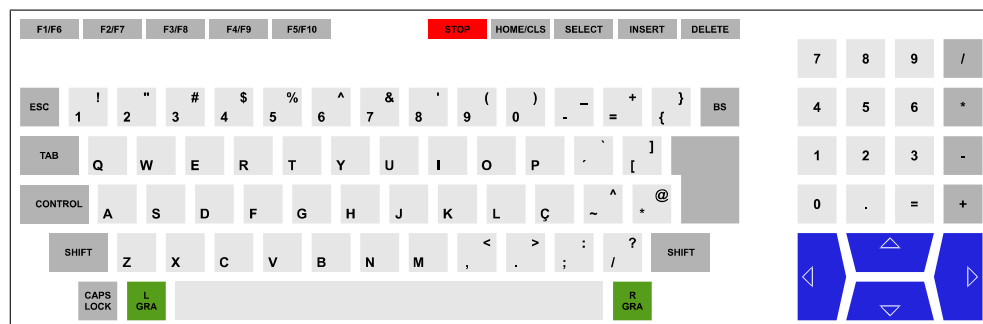 F1/F6 F2/F7 F3/F8 F4/F9 F5/F10 STOP HOME/CLS SELECT INSERT DELETE
7 8 9 /
ESC ! 1 " 2 # 3 $ 4 % 5 ^ 6 & 7 ' 8 ( 9 ) 0 _ - + = } { BS
4 5 6 *
TAB Q W E R T Y U I O P ` ´ ] [
1 2 3 -
CONTROL A S D F G H J K L Ç ^ ~ @ *
0 . = +
SHIFT Z X C V B N M < , > . : ; ? / SHIFT
CAPS LOCK L GRA R GRA